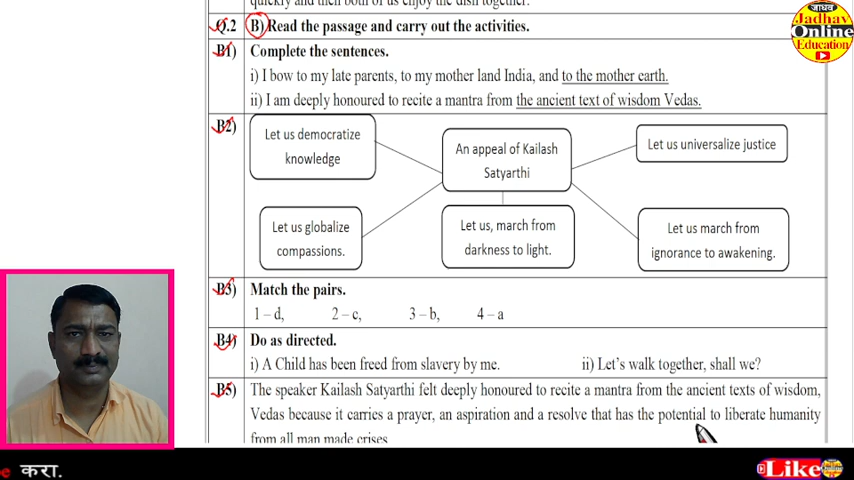 quickly and then both of us enjoy the dish together.
Q.2 B) Read the passage and carry out the activities.
B1) Complete the sentences.
i) I bow to my late parents, to my mother land India, and to the mother earth.
ii) I am deeply honoured to recite a mantra from the ancient text of wisdom Vedas.
B2)
Let us democratize
knowledge
An appeal of Kailash
Satyarthi
Let us universalize justice
Let us globalize
compassions.
Let us, march from
darkness to light.
Let us march from
ignorance to awakening.
B3) Match the pairs.
1 – d, 2 – c, 3 – b, 4 – a
B4) Do as directed.
i) A Child has been freed from slavery by me. ii) Let's walk together, shall we?
B5) The speaker Kailash Satyarthi felt deeply honoured to recite a mantra from the ancient texts of wisdom,
Vedas because it carries a prayer, an aspiration and a resolve that has the potential to liberate humanity
from all man made crises
जाधव
Jadhav
Online
Education
e करा.
Like